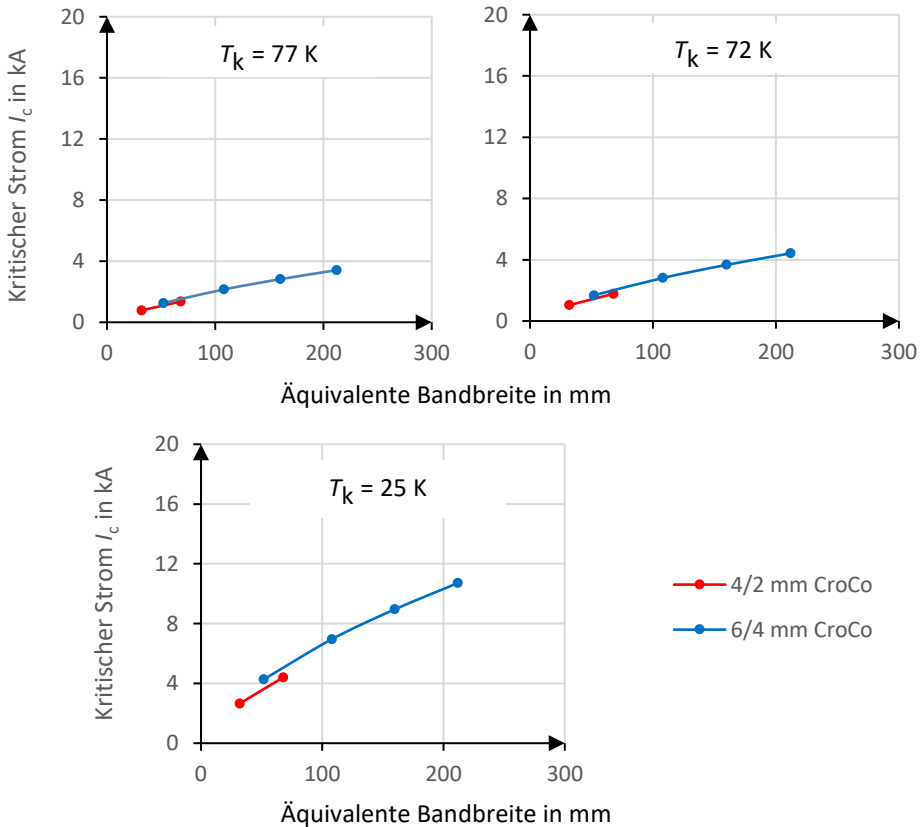 Kritischer Strom I_c in kA
20
16
12
8
4
0
T_k = 77 K
0 100 200 300
20
16
12
8
4
0
T_k = 72 K
0 100 200 300
Äquivalente Bandbreite in mm
Kritischer Strom I_c in kA
20
16
12
8
4
0
T_k = 25 K
0 100 200 300
Äquivalente Bandbreite in mm
4/2 mm CroCo
6/4 mm CroCo